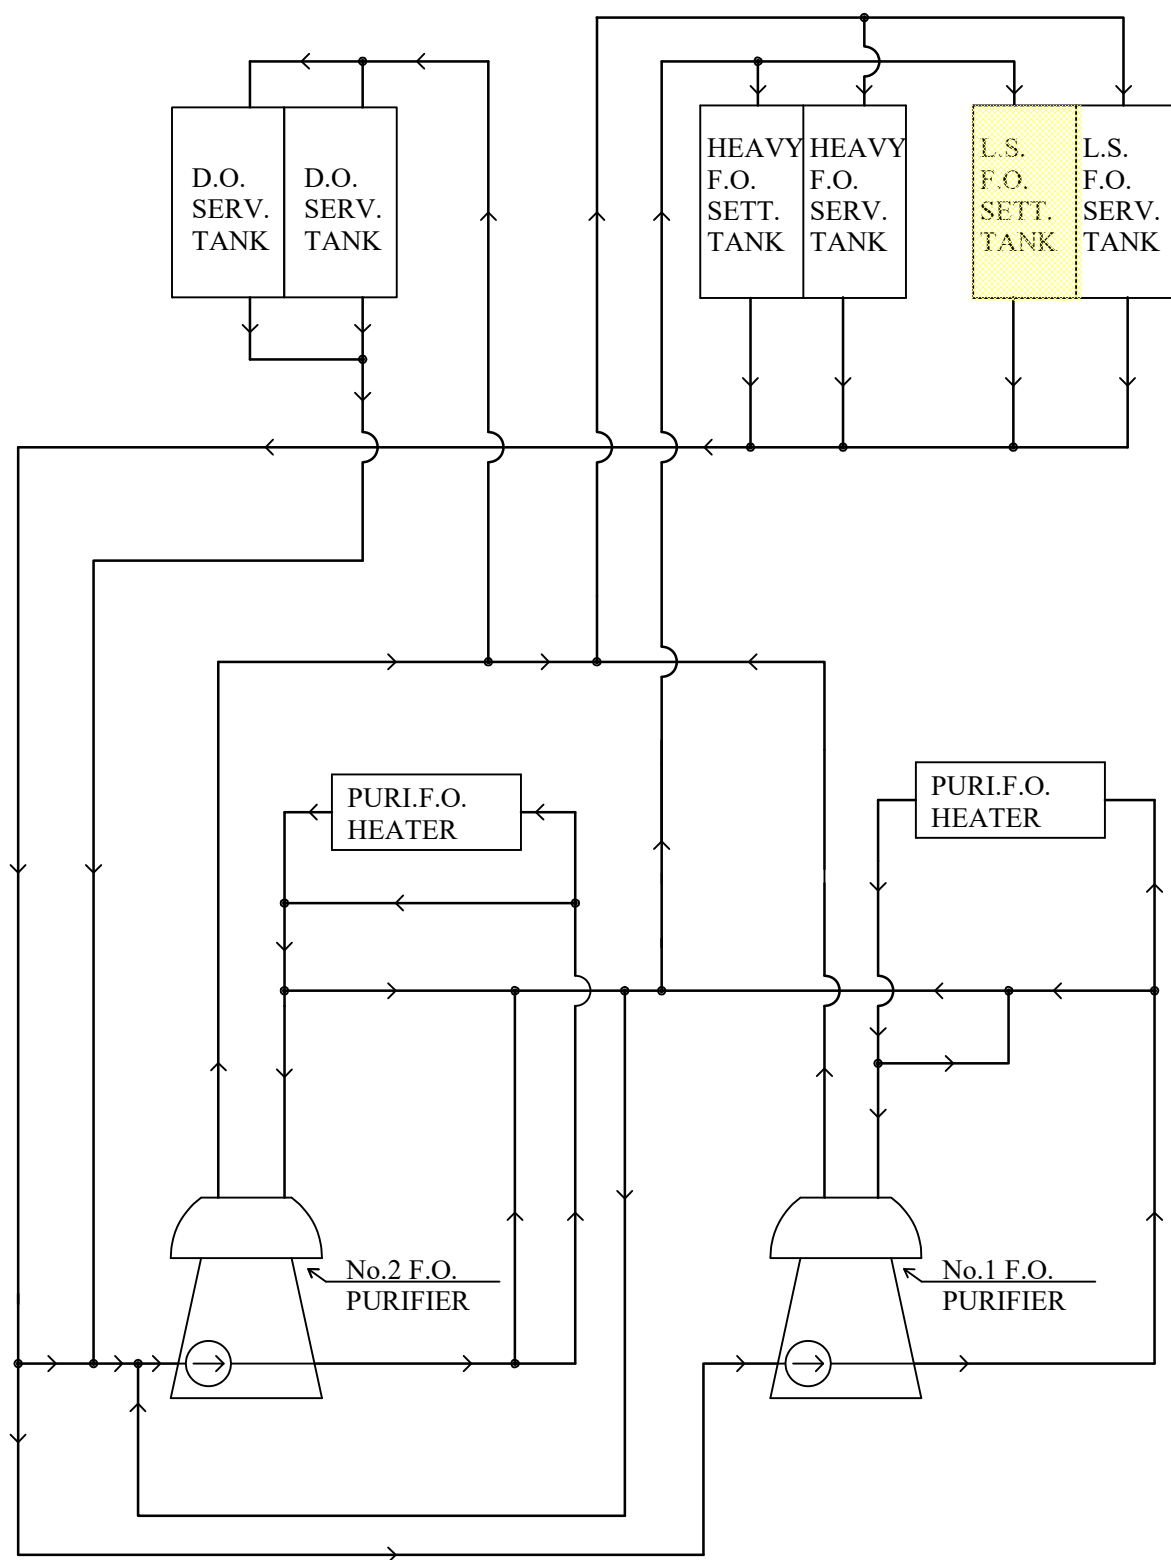 D.O.
SERV.
TANK
D.O.
SERV.
TANK
HEAVY
F.O.
SETT.
TANK
HEAVY
F.O.
SERV.
TANK
L.S.
F.O.
SETT.
TANK
L.S.
F.O.
SERV.
TANK
PURI.F.O.
HEATER
PURI.F.O.
HEATER
No.2 F.O.
PURIFIER
No.1 F.O.
PURIFIER